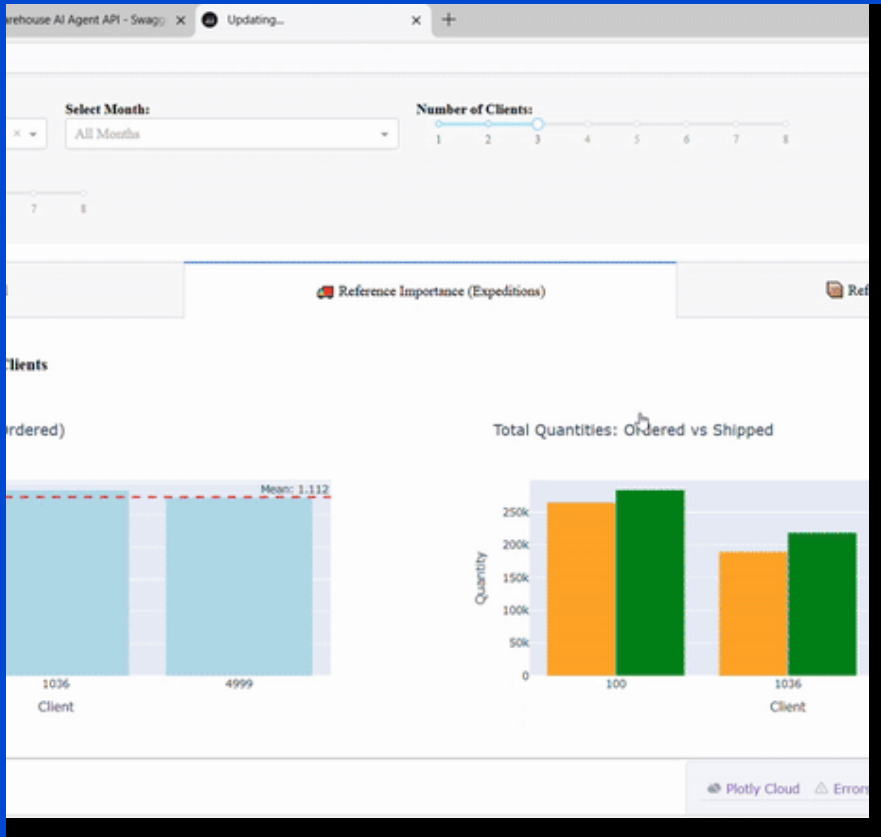 rehouse AI Agent API - Swag
Updating...
Select Month:
Number of Clients:
All Months
1 2 3 4 5 6 7 8
7 8
Reference Importance (Expeditions)
Ref
Clients
rdered)
Total Quantities: Ordered vs Shipped
Mean: 1.112
250k
200k
150k
100k
50k
0
Quantity
1036 4999
100 1036
Client
Client
Plotly Cloud Errors